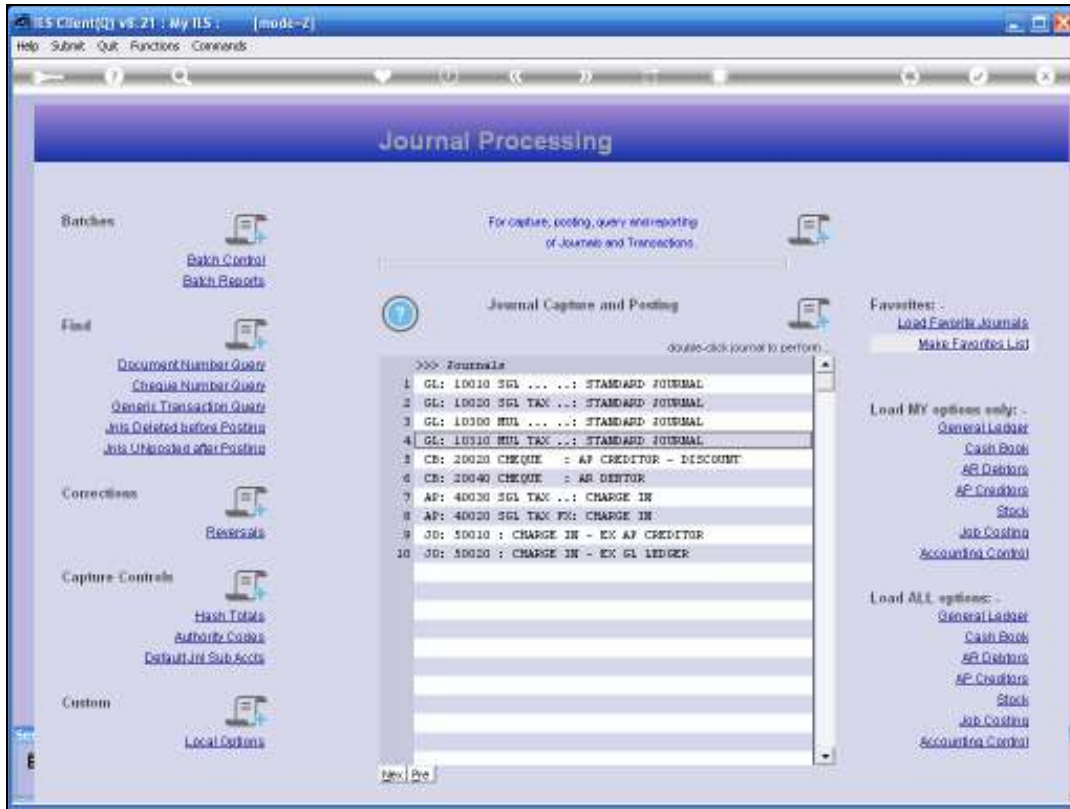 IES Client(Q) v8.21 : My IES : [mode=2]
Help Submit Quit Functions Commands
Journal Processing
Batches
Batch Control
Batch Reports
Find
Document Number Query
Cheque Number Query
Generic Transaction Query
Jnls Deleted before Posting
Jnls UNposted after Posting
Corrections
Reversals
Capture Controls
Hash Totals
Authority Codes
Default Jnl Sub Accts
Custom
Local Options
For capture, posting, query and reporting
of Journals and Transactions.
Journal Capture and Posting
double-click journal to perform ..
>>> Journals
1 GL: 10010 SGL ... ..: STANDARD JOURNAL
2 GL: 10020 SGL TAX ..: STANDARD JOURNAL
3 GL: 10300 MUL ... ..: STANDARD JOURNAL
4 GL: 10310 MUL TAX ..: STANDARD JOURNAL
5 CB: 20020 CHEQUE : AP CREDITOR - DISCOUNT
6 CB: 20040 CHEQUE : AR DEBTOR
7 AP: 40030 SGL TAX ..: CHARGE IN
8 AP: 40020 SGL TAX FX: CHARGE IN
9 JO: 50010 : CHARGE IN - EX AP CREDITOR
10 JO: 50020 : CHARGE IN - EX GL LEDGER
Nex Pre
Favorites: -
Load Favorite Journals
Make Favorites List
Load MY options only: -
General Ledger
Cash Book
AR Debtors
AP Creditors
Stock
Job Costing
Accounting Control
Load ALL options: -
General Ledger
Cash Book
AR Debtors
AP Creditors
Stock
Job Costing
Accounting Control